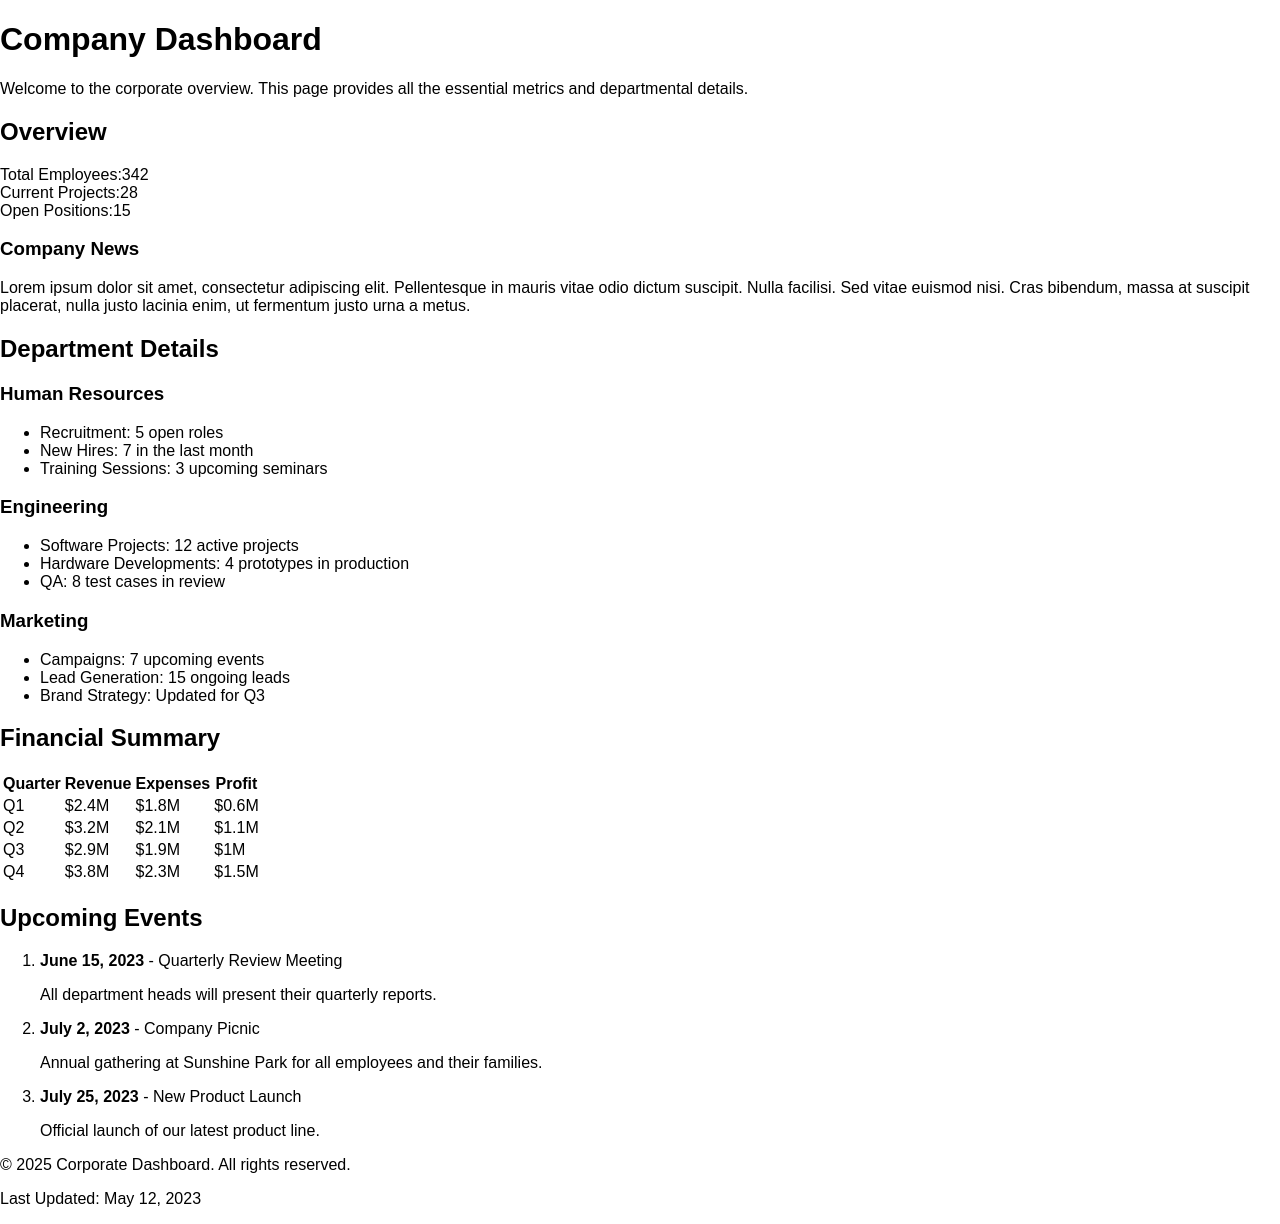 Company Dashboard
Welcome to the corporate overview. This page provides all the essential metrics and departmental details.
Overview
Total Employees:342
Current Projects:28
Open Positions:15
Company News
Lorem ipsum dolor sit amet, consectetur adipiscing elit. Pellentesque in mauris vitae odio dictum suscipit. Nulla facilisi. Sed vitae euismod nisi. Cras bibendum, massa at suscipit
placerat, nulla justo lacinia enim, ut fermentum justo urna a metus.
Department Details
Human Resources
• Recruitment: 5 open roles
• New Hires: 7 in the last month
• Training Sessions: 3 upcoming seminars
Engineering
• Software Projects: 12 active projects
• Hardware Developments: 4 prototypes in production
• QA: 8 test cases in review
Marketing
• Campaigns: 7 upcoming events
• Lead Generation: 15 ongoing leads
• Brand Strategy: Updated for Q3
Financial Summary
Quarter Revenue Expenses Profit
Q1 $2.4M $1.8M $0.6M
Q2 $3.2M $2.1M $1.1M
Q3 $2.9M $1.9M $1M
Q4 $3.8M $2.3M $1.5M
Upcoming Events
1. June 15, 2023 - Quarterly Review Meeting
All department heads will present their quarterly reports.
2. July 2, 2023 - Company Picnic
Annual gathering at Sunshine Park for all employees and their families.
3. July 25, 2023 - New Product Launch
Official launch of our latest product line.
© 2025 Corporate Dashboard. All rights reserved.
Last Updated: May 12, 2023